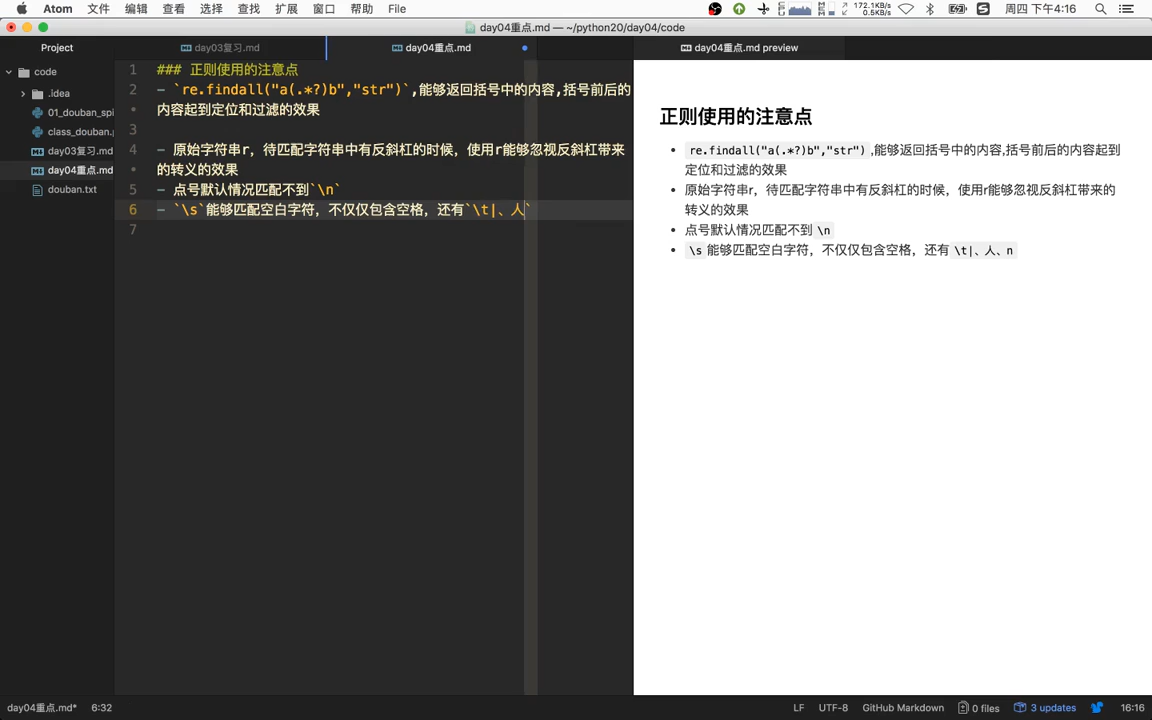 Atom 文件 编辑 查看 选择 查找 扩展 窗口 帮助 File 172.1KB/s 0.5KB/s 周四 下午4:16
day04重点.md — ~/python20/day04/code
Project day03复习.md day04重点.md day04重点.md preview
code
.idea
01_douban_spi
class_douban.p
day03复习.md
day04重点.md
douban.txt
1 ### 正则使用的注意点
2 - `re.findall("a(.*?)b","str")`,能够返回括号中的内容,括号前后的
• 内容起到定位和过滤的效果
3
4 - 原始字符串r，待匹配字符串中有反斜杠的时候，使用r能够忽视反斜杠带来
• 的转义的效果
5 - 点号默认情况匹配不到`\n`
6 - `\s`能够匹配空白字符，不仅仅包含空格，还有`\t|、人`
7
正则使用的注意点
• re.findall("a(.*?)b","str") ,能够返回括号中的内容,括号前后的内容起到
定位和过滤的效果
• 原始字符串r，待匹配字符串中有反斜杠的时候，使用r能够忽视反斜杠带来的
转义的效果
• 点号默认情况匹配不到 \n
• \s 能够匹配空白字符，不仅仅包含空格，还有 \t|、人、n
day04重点.md* 6:32 LF UTF-8 GitHub Markdown 0 files 3 updates 16:16